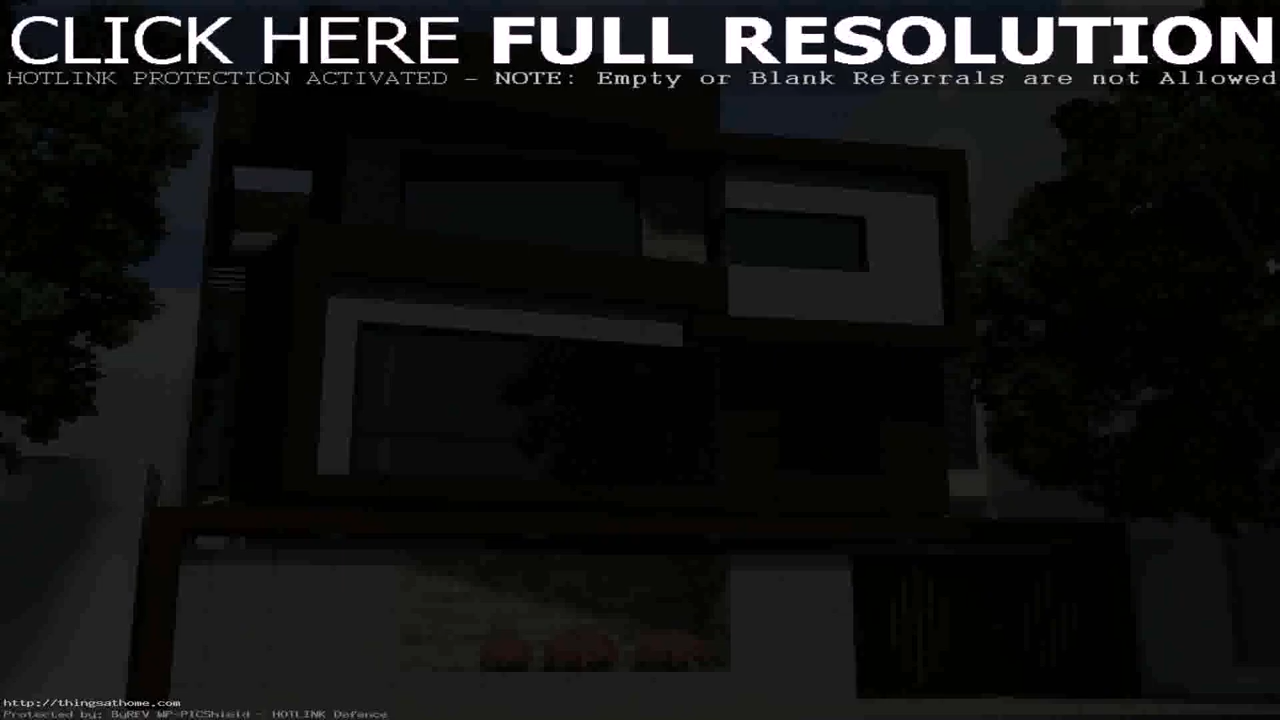 CLICK HERE FULL RESOLUTION
HOTLINK PROTECTION ACTIVATED - NOTE: Empty or Blank Referrals are not Allowed
http://thingsathome.com
Protected by: ByREV WP-PICShield - HOTLINK Defence